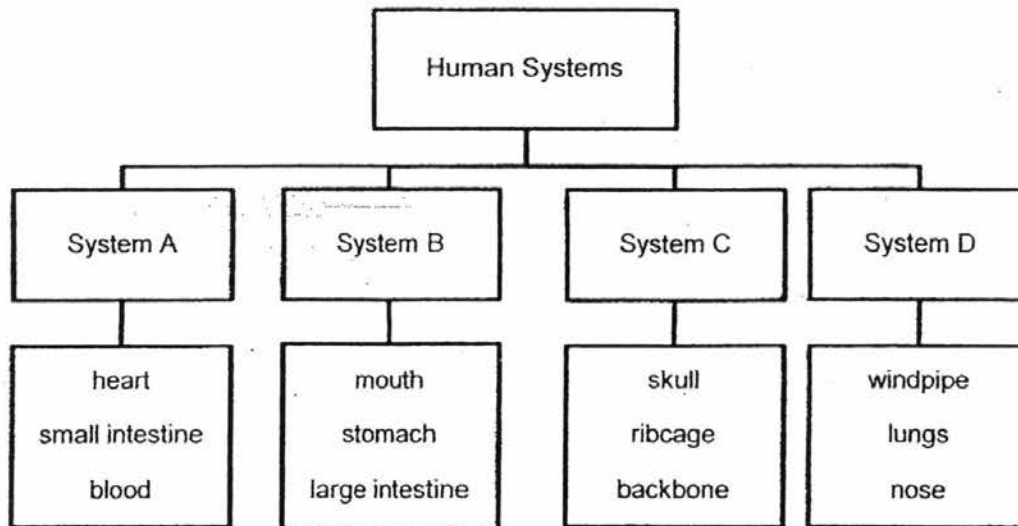 Human Systems
System A
System B
System C
System D
heart
small intestine
blood
mouth
stomach
large intestine
skull
ribcage
backbone
windpipe
lungs
nose